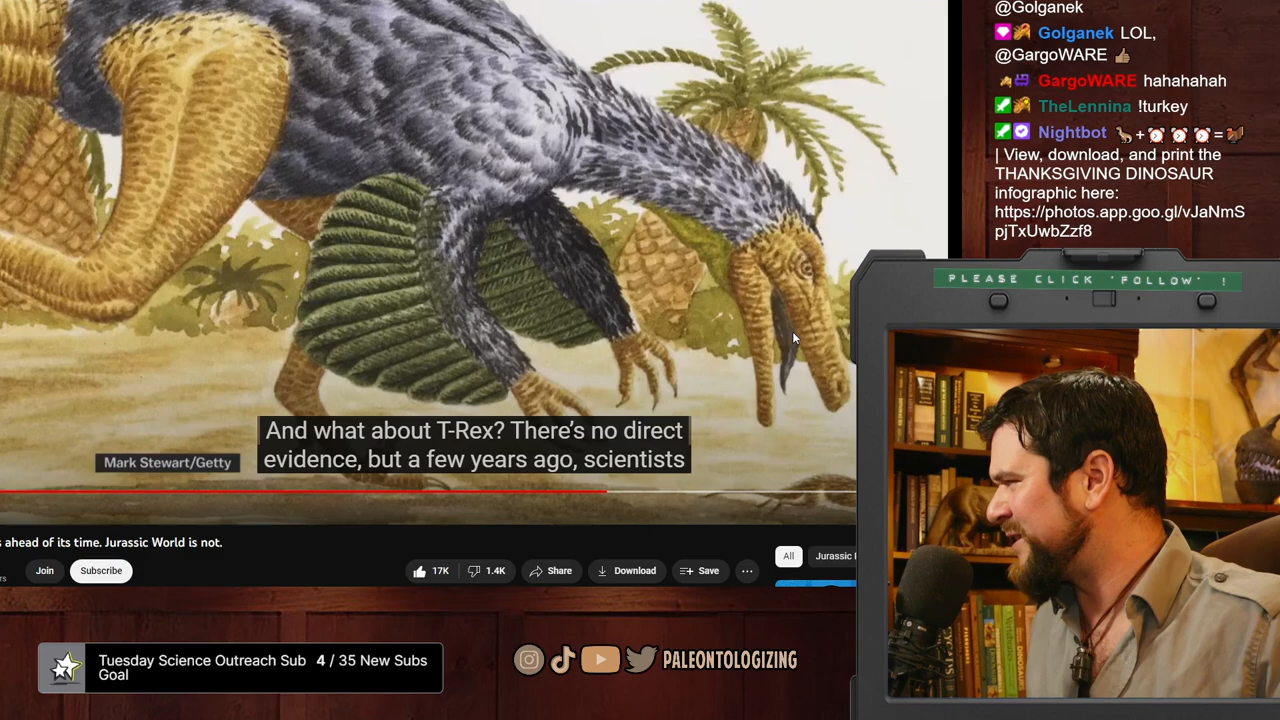 @Golganek
Golganek LOL,
@GargoWARE
GargoWARE hahahahah
TheLennina !turkey
Nightbot + = 
| View, download, and print the
THANKSGIVING DINOSAUR
infographic here:
https://photos.app.goo.gl/vJaNmS
pjTxUwbZzf8
PLEASE CLICK 'FOLLOW' !
And what about T-Rex? There's no direct
evidence, but a few years ago, scientists
Mark Stewart/Getty
s ahead of its time. Jurassic World is not.
rs
Join
Subscribe
17K
1.4K
Share
Download
Save
All
Jurassic
Tuesday Science Outreach Sub
Goal
4 / 35 New Subs
PALEONTOLOGIZING